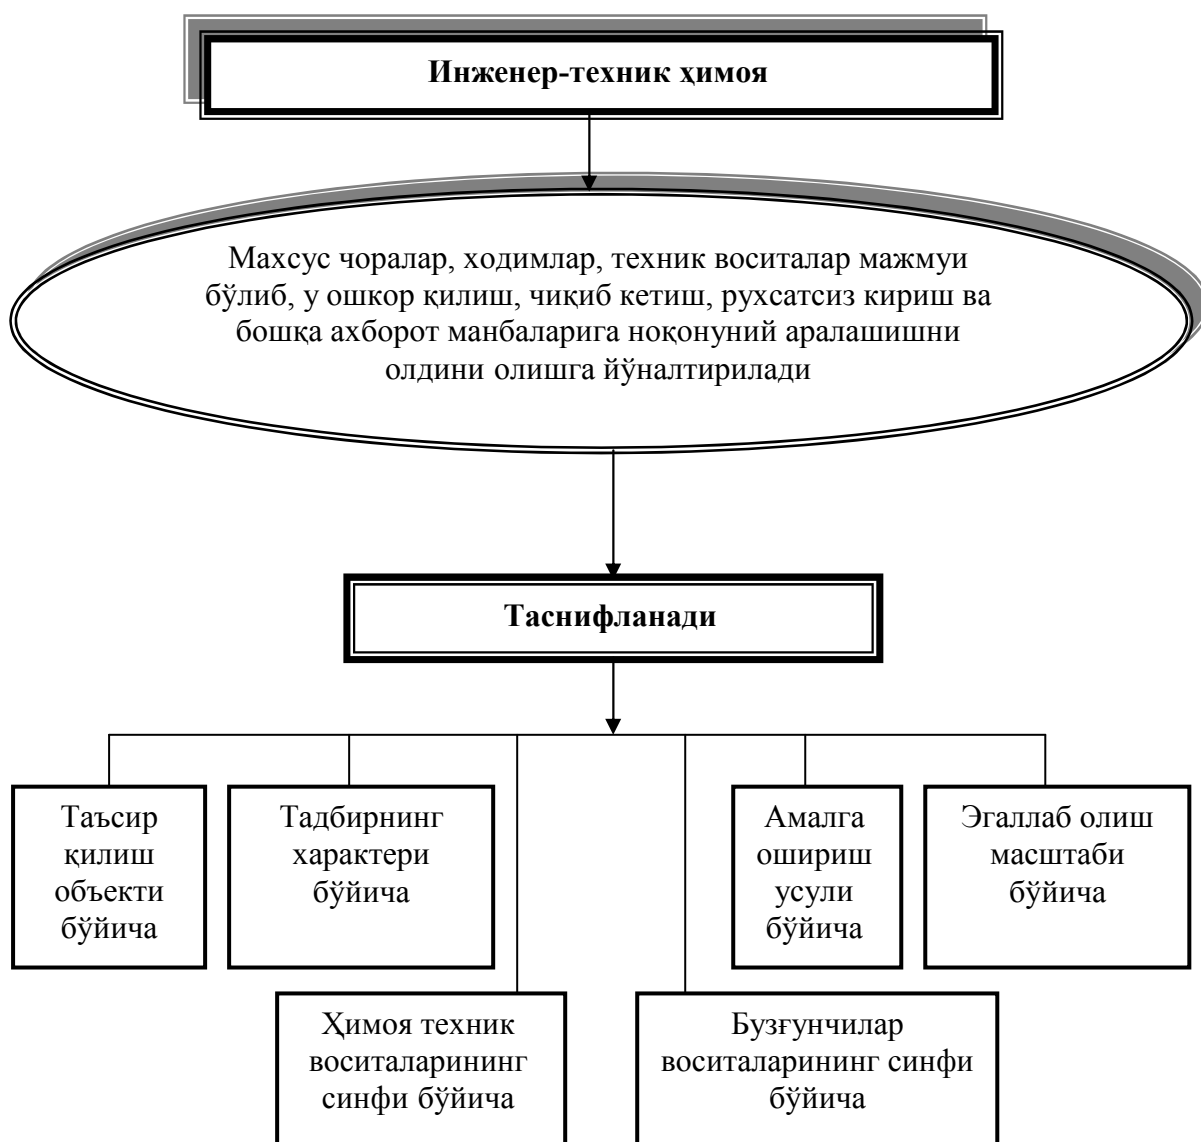 Инженер-техник ҳимоя
Махсус чоралар, ходимлар, техник воситалар мажмуи
бўлиб, у ошкор қилиш, чиқиб кетиш, рухсатсиз кириш ва
бошқа ахборот манбаларига ноқонуний аралашишни
олдини олишга йўналтирилади
Таснифланади
Таъсир
қилиш
объекти
бўйича
Тадбирнинг
характери
бўйича
Амалга
ошириш
усули
бўйича
Эгаллаб олиш
масштаби
бўйича
Ҳимоя техник
воситаларининг
синфи бўйича
Бузғунчилар
воситаларининг синфи
бўйича